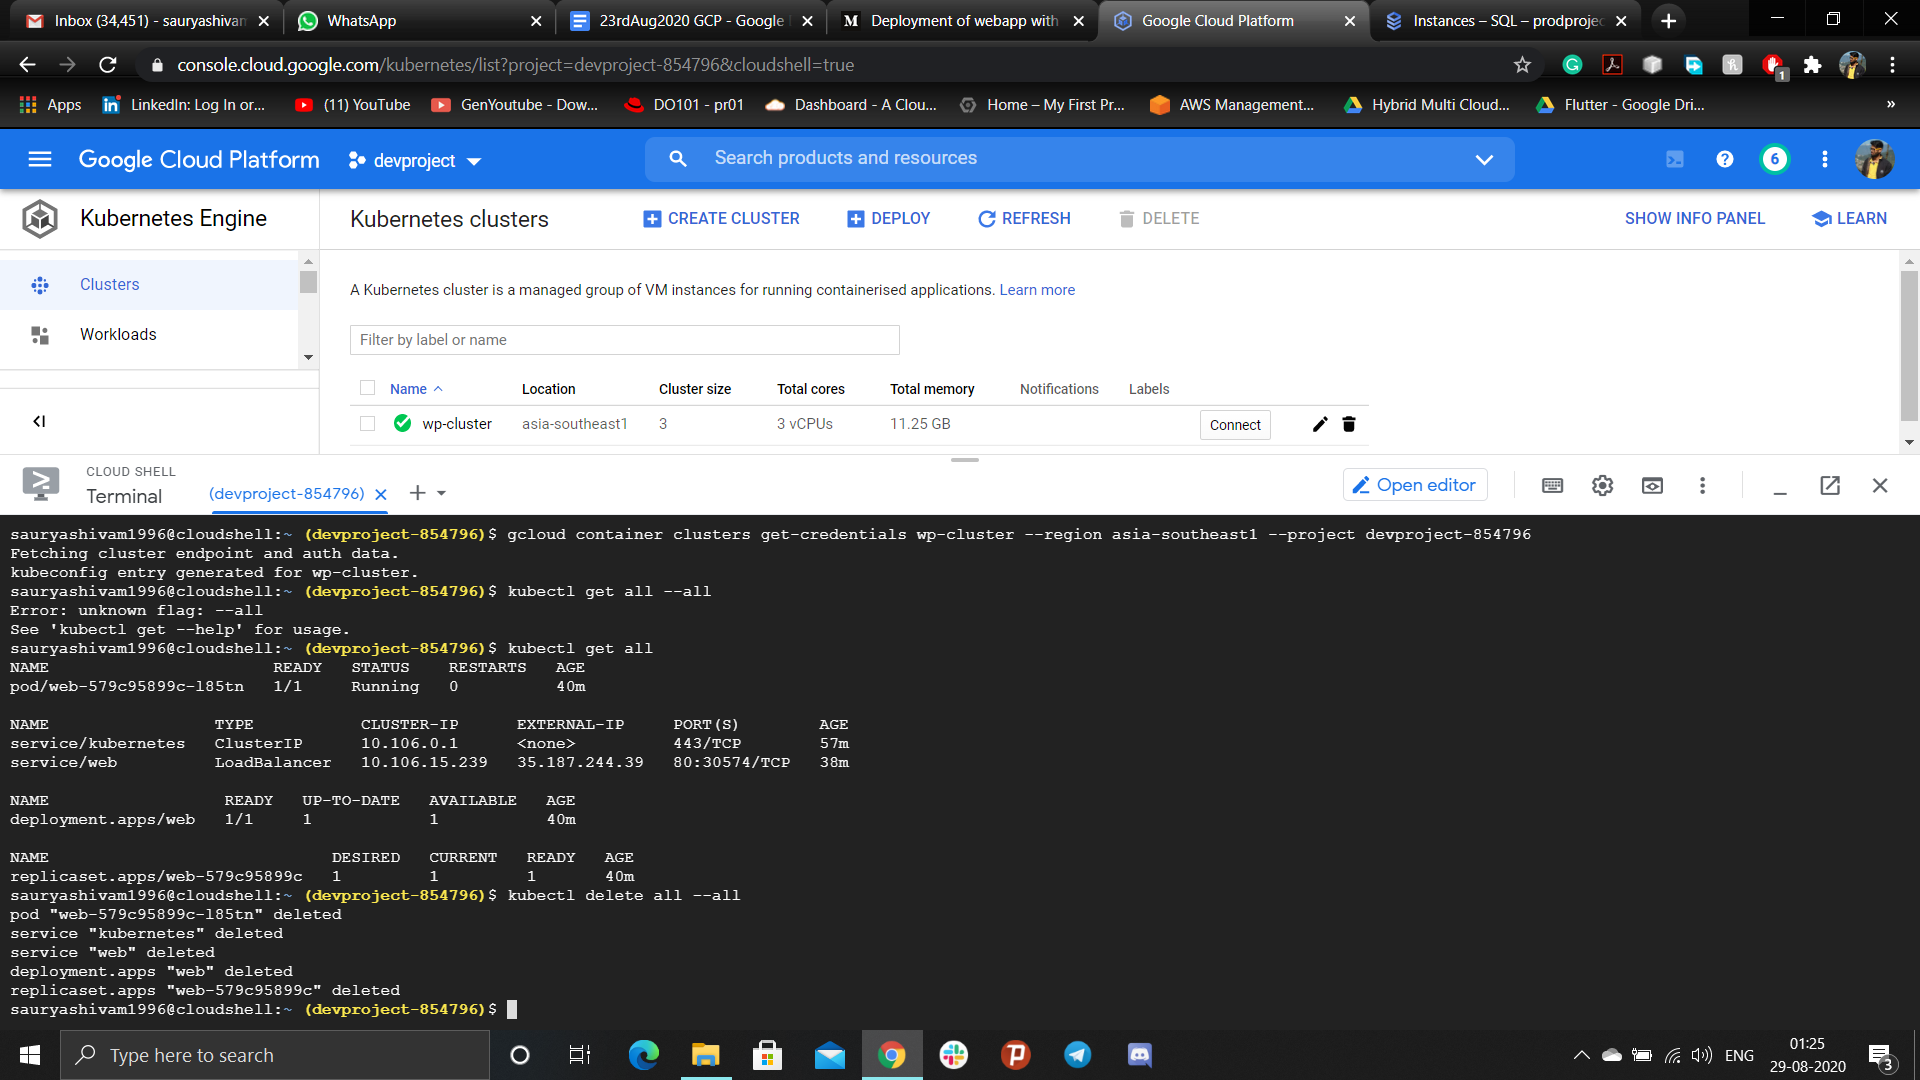 Inbox (34,451) - sauryashivam
WhatsApp
23rdAug2020 GCP - Google
Deployment of webapp with
Google Cloud Platform
Instances – SQL – prodprojec
console.cloud.google.com/kubernetes/list?project=devproject-854796&cloudshell=true
1
Apps
LinkedIn: Log In or...
(11) YouTube
GenYoutube - Dow...
DO101 - pr01
Dashboard - A Clou...
Home – My First Pr...
AWS Management...
Hybrid Multi Cloud...
Flutter - Google Dri...
»
Google Cloud Platform
devproject
Search products and resources
6
Kubernetes Engine
Kubernetes clusters
CREATE CLUSTER
DEPLOY
REFRESH
DELETE
SHOW INFO PANEL
LEARN
Clusters
Workloads
A Kubernetes cluster is a managed group of VM instances for running containerised applications. Learn more
Filter by label or name
Name Location Cluster size Total cores Total memory Notifications Labels
wp-cluster asia-southeast1 3 3 vCPUs 11.25 GB Connect
CLOUD SHELL
Terminal
(devproject-854796)
Open editor
sauryashivam1996@cloudshell:~ (devproject-854796)$ gcloud container clusters get-credentials wp-cluster --region asia-southeast1 --project devproject-854796
Fetching cluster endpoint and auth data.
kubeconfig entry generated for wp-cluster.
sauryashivam1996@cloudshell:~ (devproject-854796)$ kubectl get all --all
Error: unknown flag: --all
See 'kubectl get --help' for usage.
sauryashivam1996@cloudshell:~ (devproject-854796)$ kubectl get all
NAME READY STATUS RESTARTS AGE
pod/web-579c95899c-l85tn 1/1 Running 0 40m
NAME TYPE CLUSTER-IP EXTERNAL-IP PORT(S) AGE
service/kubernetes ClusterIP 10.106.0.1 <none> 443/TCP 57m
service/web LoadBalancer 10.106.15.239 35.187.244.39 80:30574/TCP 38m
NAME READY UP-TO-DATE AVAILABLE AGE
deployment.apps/web 1/1 1 1 40m
NAME DESIRED CURRENT READY AGE
replicaset.apps/web-579c95899c 1 1 1 40m
sauryashivam1996@cloudshell:~ (devproject-854796)$ kubectl delete all --all
pod "web-579c95899c-l85tn" deleted
service "kubernetes" deleted
service "web" deleted
deployment.apps "web" deleted
replicaset.apps "web-579c95899c" deleted
sauryashivam1996@cloudshell:~ (devproject-854796)$
Type here to search
ENG
01:25
29-08-2020
3